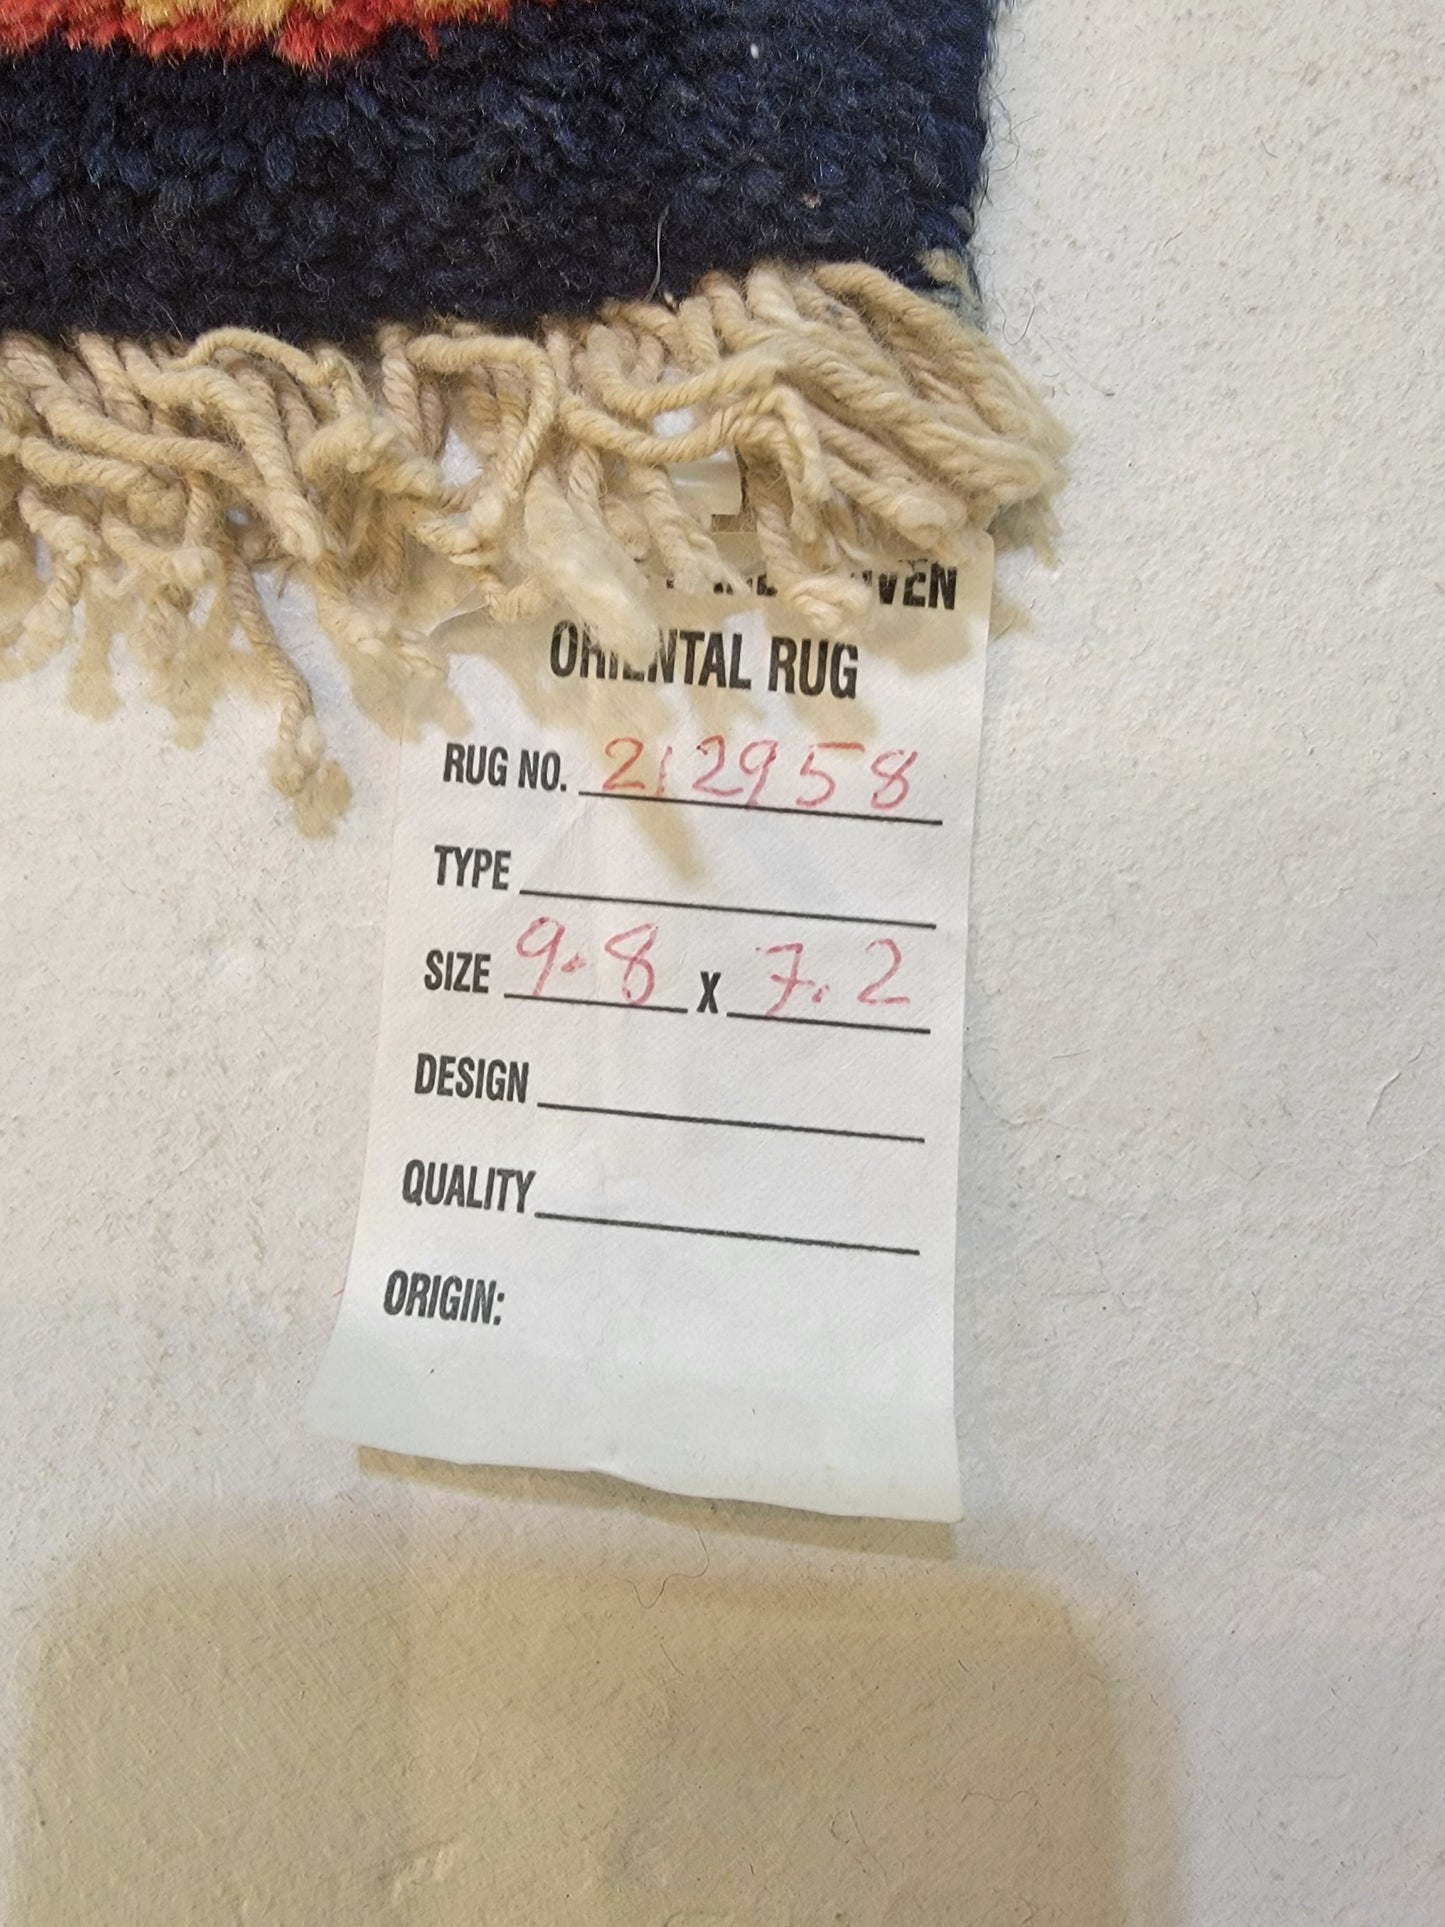 ORIENTAL RUG
RUG NO. 212958
TYPE
SIZE 9.8 X 7.2
DESIGN
QUALITY
ORIGIN: